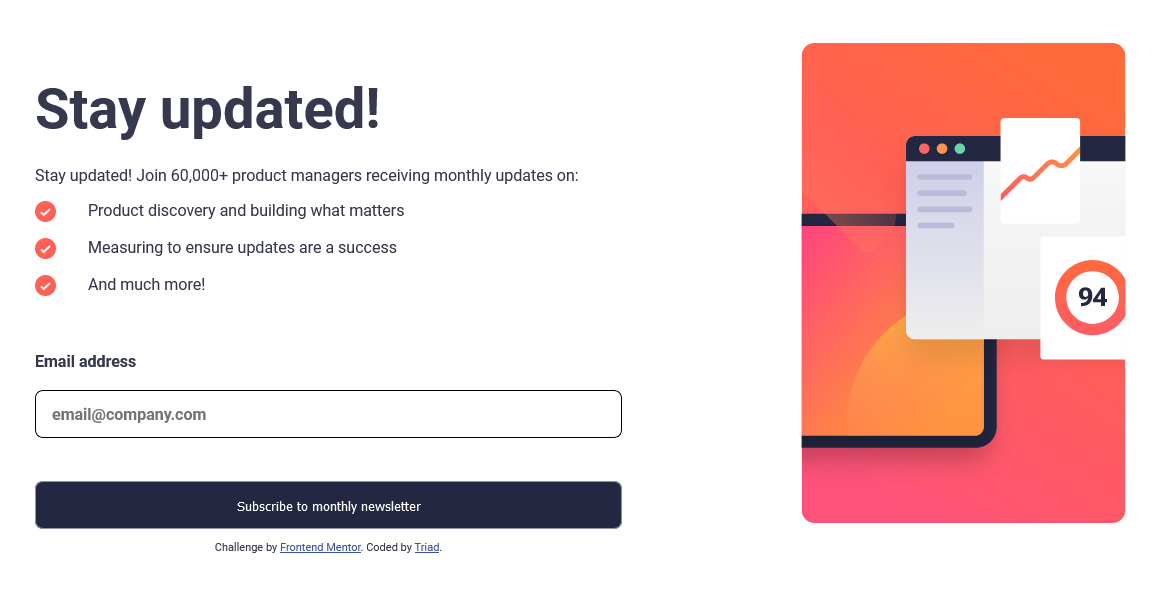 Stay updated!
Stay updated! Join 60,000+ product managers receiving monthly updates on:
Product discovery and building what matters
Measuring to ensure updates are a success
And much more!
Email address
email@company.com
Subscribe to monthly newsletter
Challenge by Frontend Mentor. Coded by Triad.
94